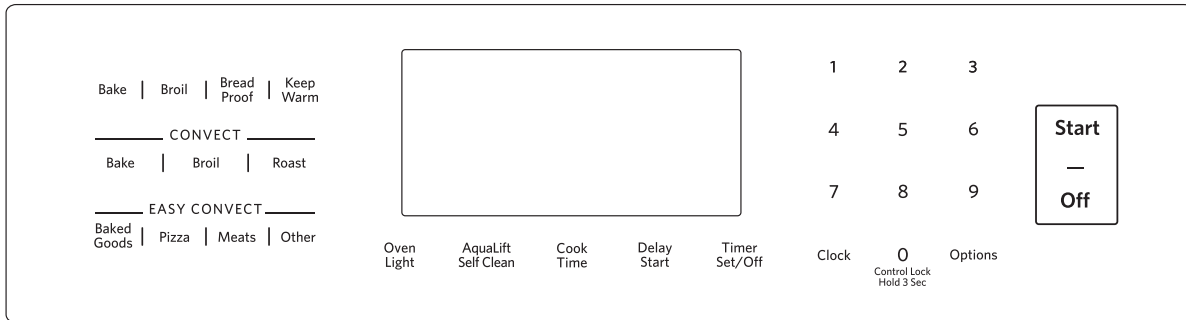 Bake Broil Bread Proof Keep Warm
CONVECT
Bake Broil Roast
EASY CONVECT
Baked Goods Pizza Meats Other
Oven Light
AquaLift Self Clean
Cook Time
Delay Start
Timer Set/Off
1 2 3
4 5 6
7 8 9
Clock 0 Options
Control Lock
Hold 3 Sec
Start
—
Off